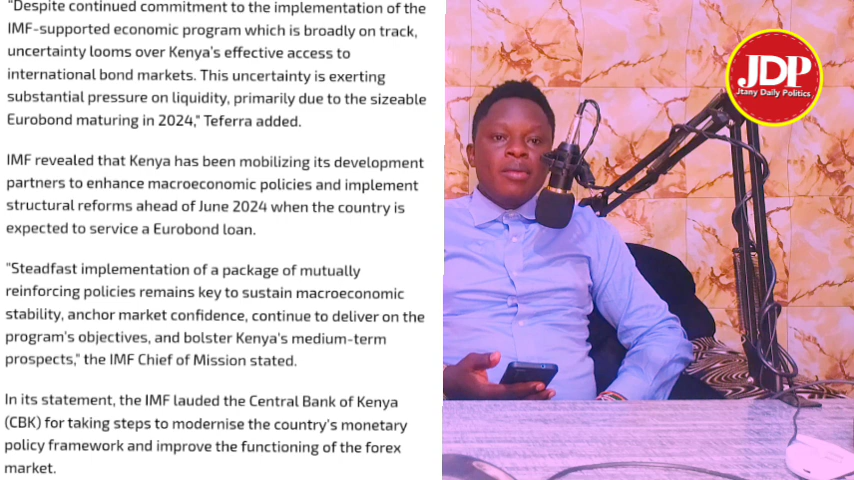 "Despite continued commitment to the implementation of the
IMF-supported economic program which is broadly on track,
uncertainty looms over Kenya's effective access to
international bond markets. This uncertainty is exerting
substantial pressure on liquidity, primarily due to the sizeable
Eurobond maturing in 2024," Teferra added.
IMF revealed that Kenya has been mobilizing its development
partners to enhance macroeconomic policies and implement
structural reforms ahead of June 2024 when the country is
expected to service a Eurobond loan.
"Steadfast implementation of a package of mutually
reinforcing policies remains key to sustain macroeconomic
stability, anchor market confidence, continue to deliver on the
program's objectives, and bolster Kenya's medium-term
prospects," the IMF Chief of Mission stated.
In its statement, the IMF lauded the Central Bank of Kenya
(CBK) for taking steps to modernise the country's monetary
policy framework and improve the functioning of the forex
market.
JDP
Jtany Daily Politics